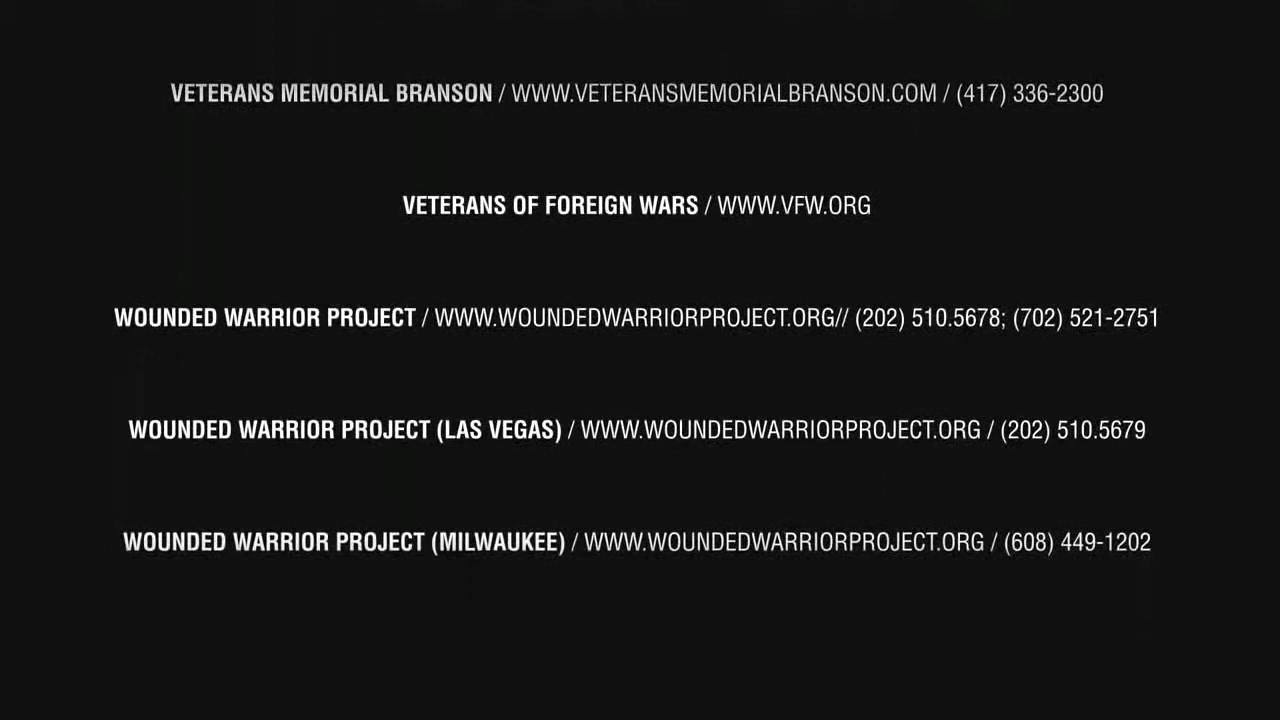 VETERANS MEMORIAL BRANSON / WWW.VETERANSMEMORIALBRANSON.COM / (417) 336-2300
VETERANS OF FOREIGN WARS / WWW.VFW.ORG
WOUNDED WARRIOR PROJECT / WWW.WOUNDEDWARRIORPROJECT.ORG// (202) 510.5678; (702) 521-2751
WOUNDED WARRIOR PROJECT (LAS VEGAS) / WWW.WOUNDEDWARRIORPROJECT.ORG / (202) 510.5679
WOUNDED WARRIOR PROJECT (MILWAUKEE) / WWW.WOUNDEDWARRIORPROJECT.ORG / (608) 449-1202